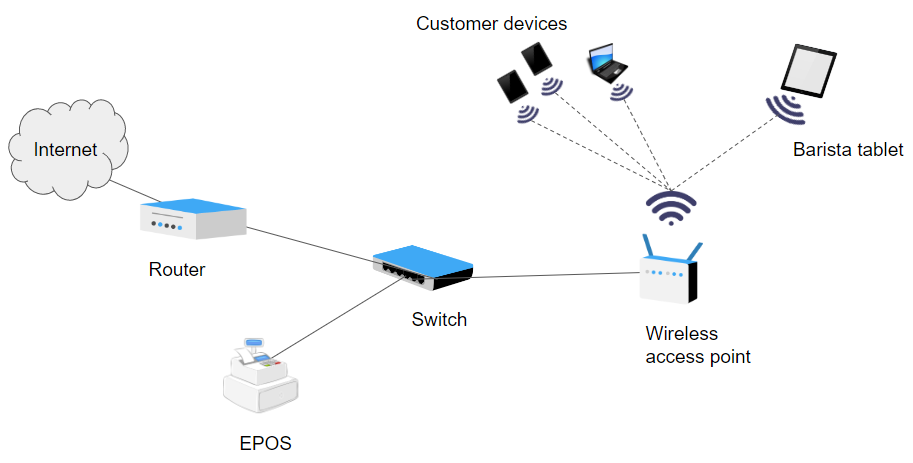 Customer devices
Internet
Barista tablet
Router
Switch
Wireless
access point
EPOS